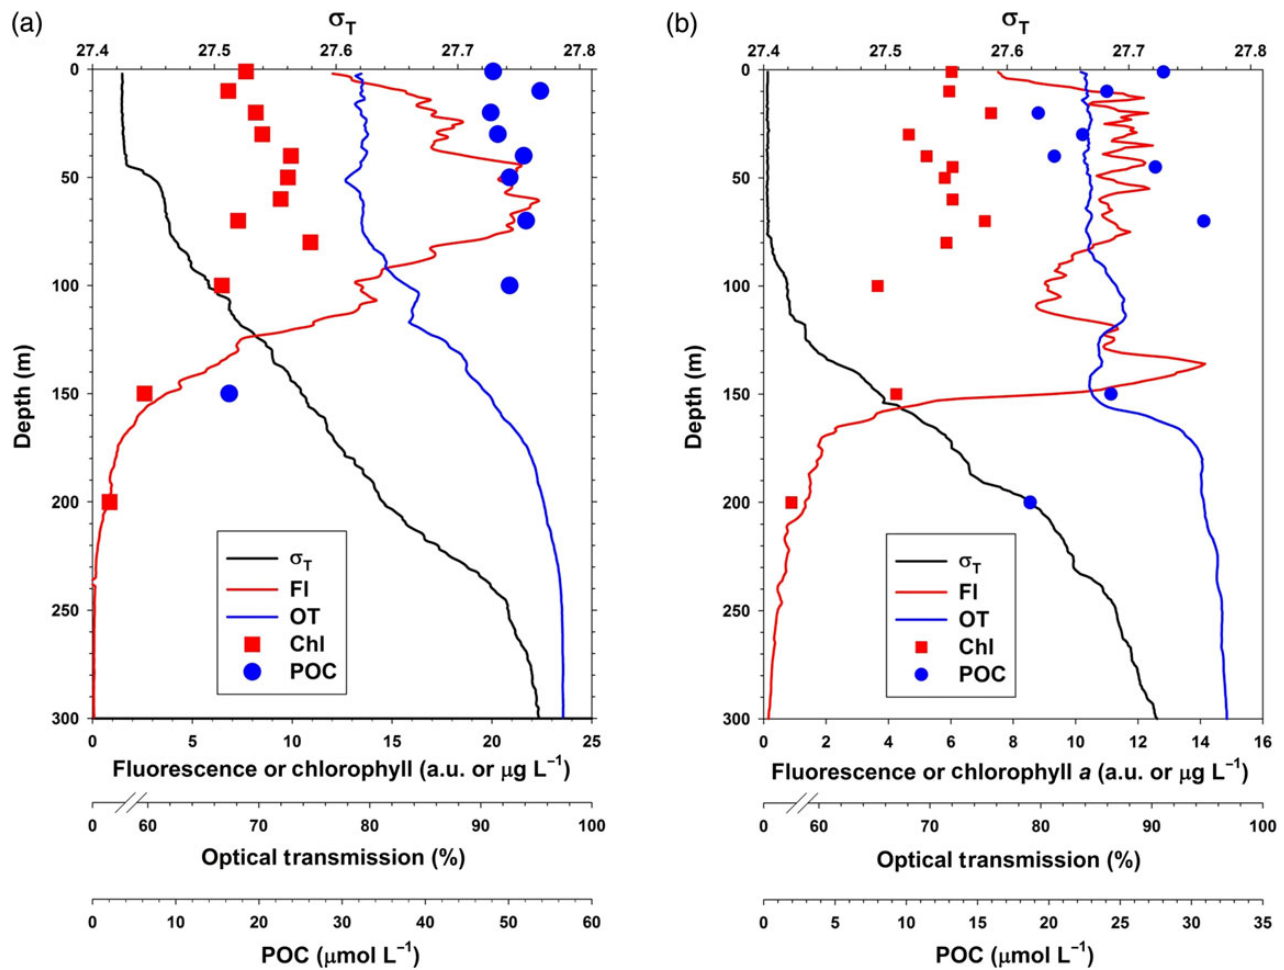 (a)
σT
27.4 27.5 27.6 27.7 27.8
0
50
100
150
200
250
300
Depth (m)
σT
Fl
OT
Chl
POC
0 5 10 15 20 25
Fluorescence or chlorophyll (a.u. or μg L−1)
0 60 70 80 90 100
Optical transmission (%)
0 10 20 30 40 50 60
POC (μmol L−1)
(b)
σT
27.4 27.5 27.6 27.7 27.8
0
50
100
150
200
250
300
Depth (m)
σT
Fl
OT
Chl
POC
0 2 4 6 8 10 12 14 16
Fluorescence or chlorophyll a (a.u. or μg L−1)
0 60 70 80 90 100
Optical transmission (%)
0 5 10 15 20 25 30 35
POC (μmol L−1)